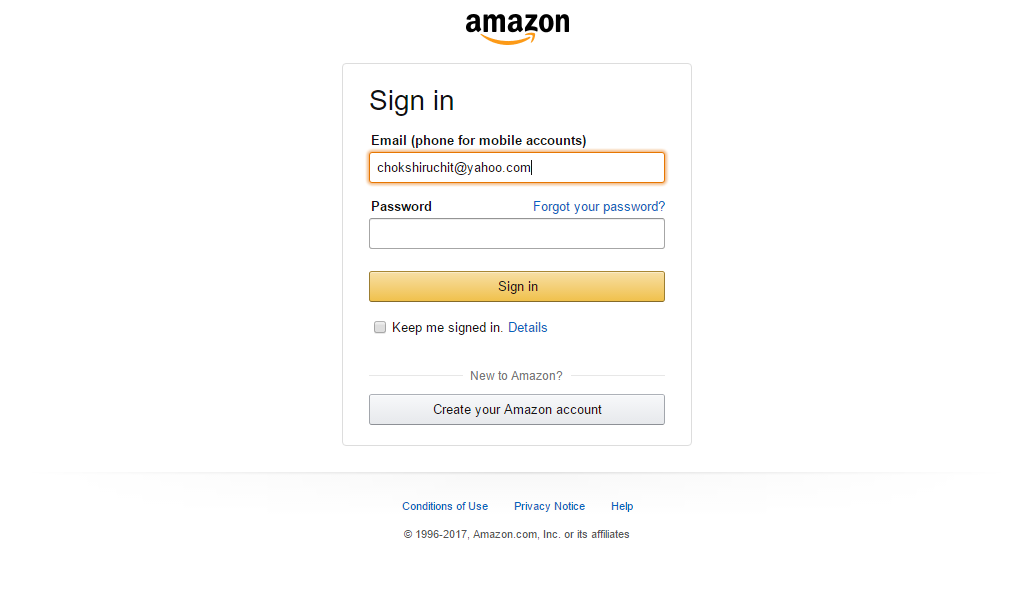 amazon
Sign in
Email (phone for mobile accounts)
chokshiruchit@yahoo.com
Password Forgot your password?
Sign in
Keep me signed in. Details
New to Amazon?
Create your Amazon account
Conditions of Use Privacy Notice Help
© 1996-2017, Amazon.com, Inc. or its affiliates